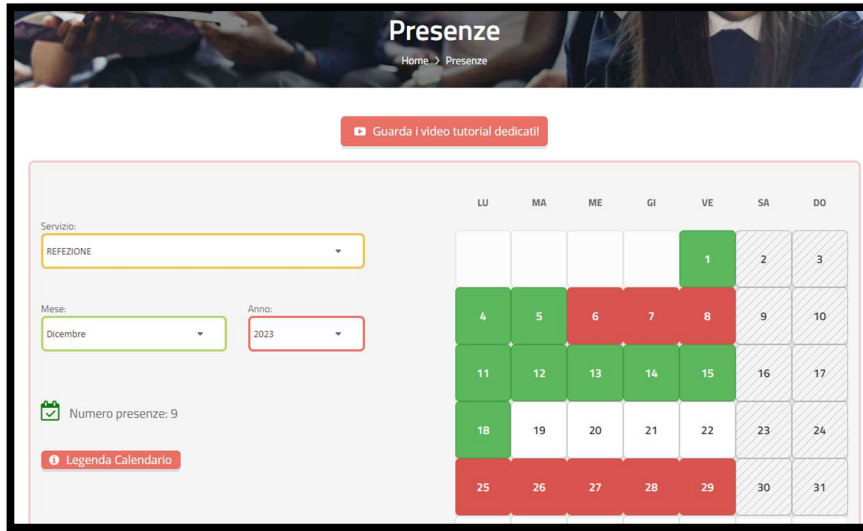 Presenze
Home > Presenze
Guarda i video tutorial dedicati!
Servizio:
REFEZIONE
Mese:
Anno:
Dicembre
2023
Numero presenze: 9
Legenda Calendario
LU MA ME GI VE SA DO
1 2 3
4 5 6 7 8 9 10
11 12 13 14 15 16 17
18 19 20 21 22 23 24
25 26 27 28 29 30 31